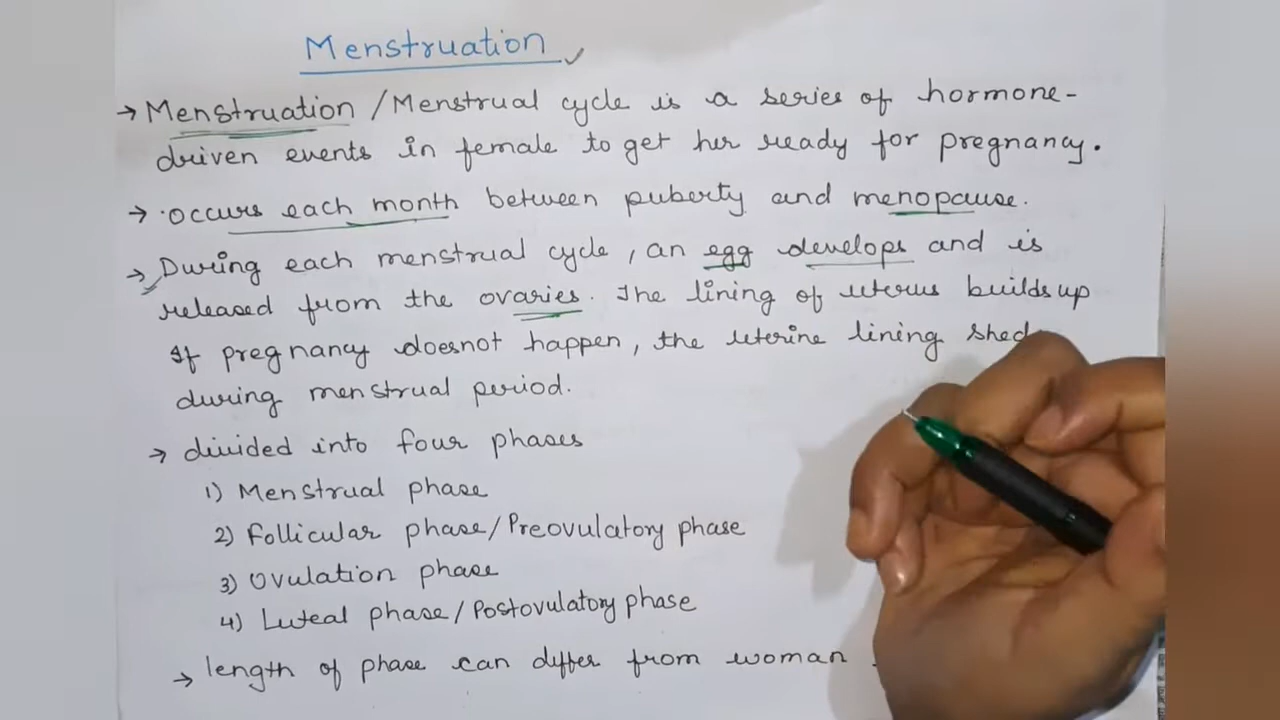 Menstruation
→ Menstruation / Menstrual cycle is a series of hormone-
driven events in female to get her ready for pregnancy.
→ occurs each month between puberty and menopause.
→ During each menstrual cycle, an egg develops and is
released from the ovaries. The lining of uterus builds up
If pregnancy doesnot happen, the uterine lining shed
during menstrual period.
→ divided into four phases
1) Menstrual phase
2) Follicular phase/Preovulatory phase
3) Ovulation phase
4) Luteal phase/Postovulatory phase
→ length of phase can differ from woman